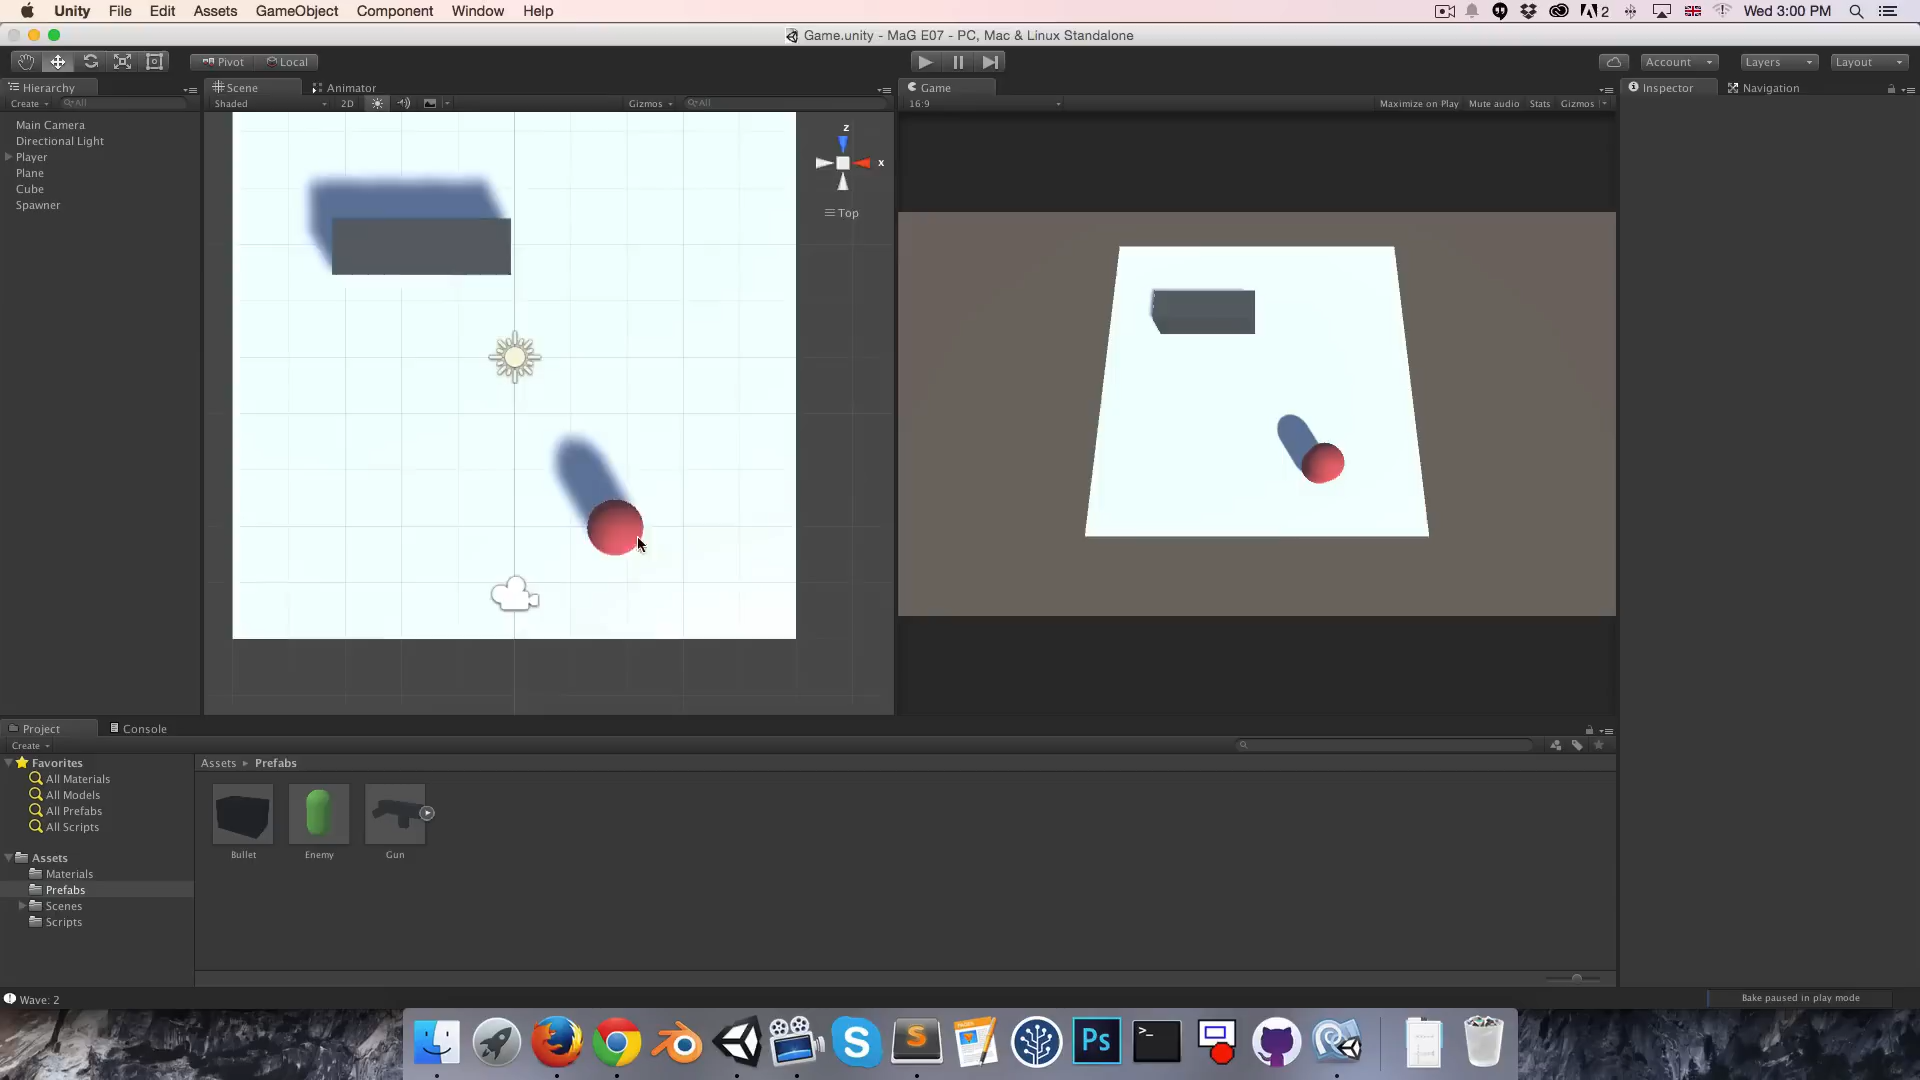 Unity File Edit Assets GameObject Component Window Help 2 Wed 3:00 PM
Game.unity - MaG E07 - PC, Mac & Linux Standalone
Pivot Local Account Layers Layout
Hierarchy Scene Animator Game Inspector Navigation
Create All Shaded 2D Gizmos All 16:9 Maximize on Play Mute audio Stats Gizmos
Main Camera
Directional Light
Player
Plane
Cube
Spawner
z
x
Top
Project Console
Create
Favorites
All Materials
All Models
All Prefabs
All Scripts
Assets
Materials
Prefabs
Scenes
Scripts
Assets Prefabs
Bullet Enemy Gun
Wave: 2 Bake paused in play mode
S Ps >_